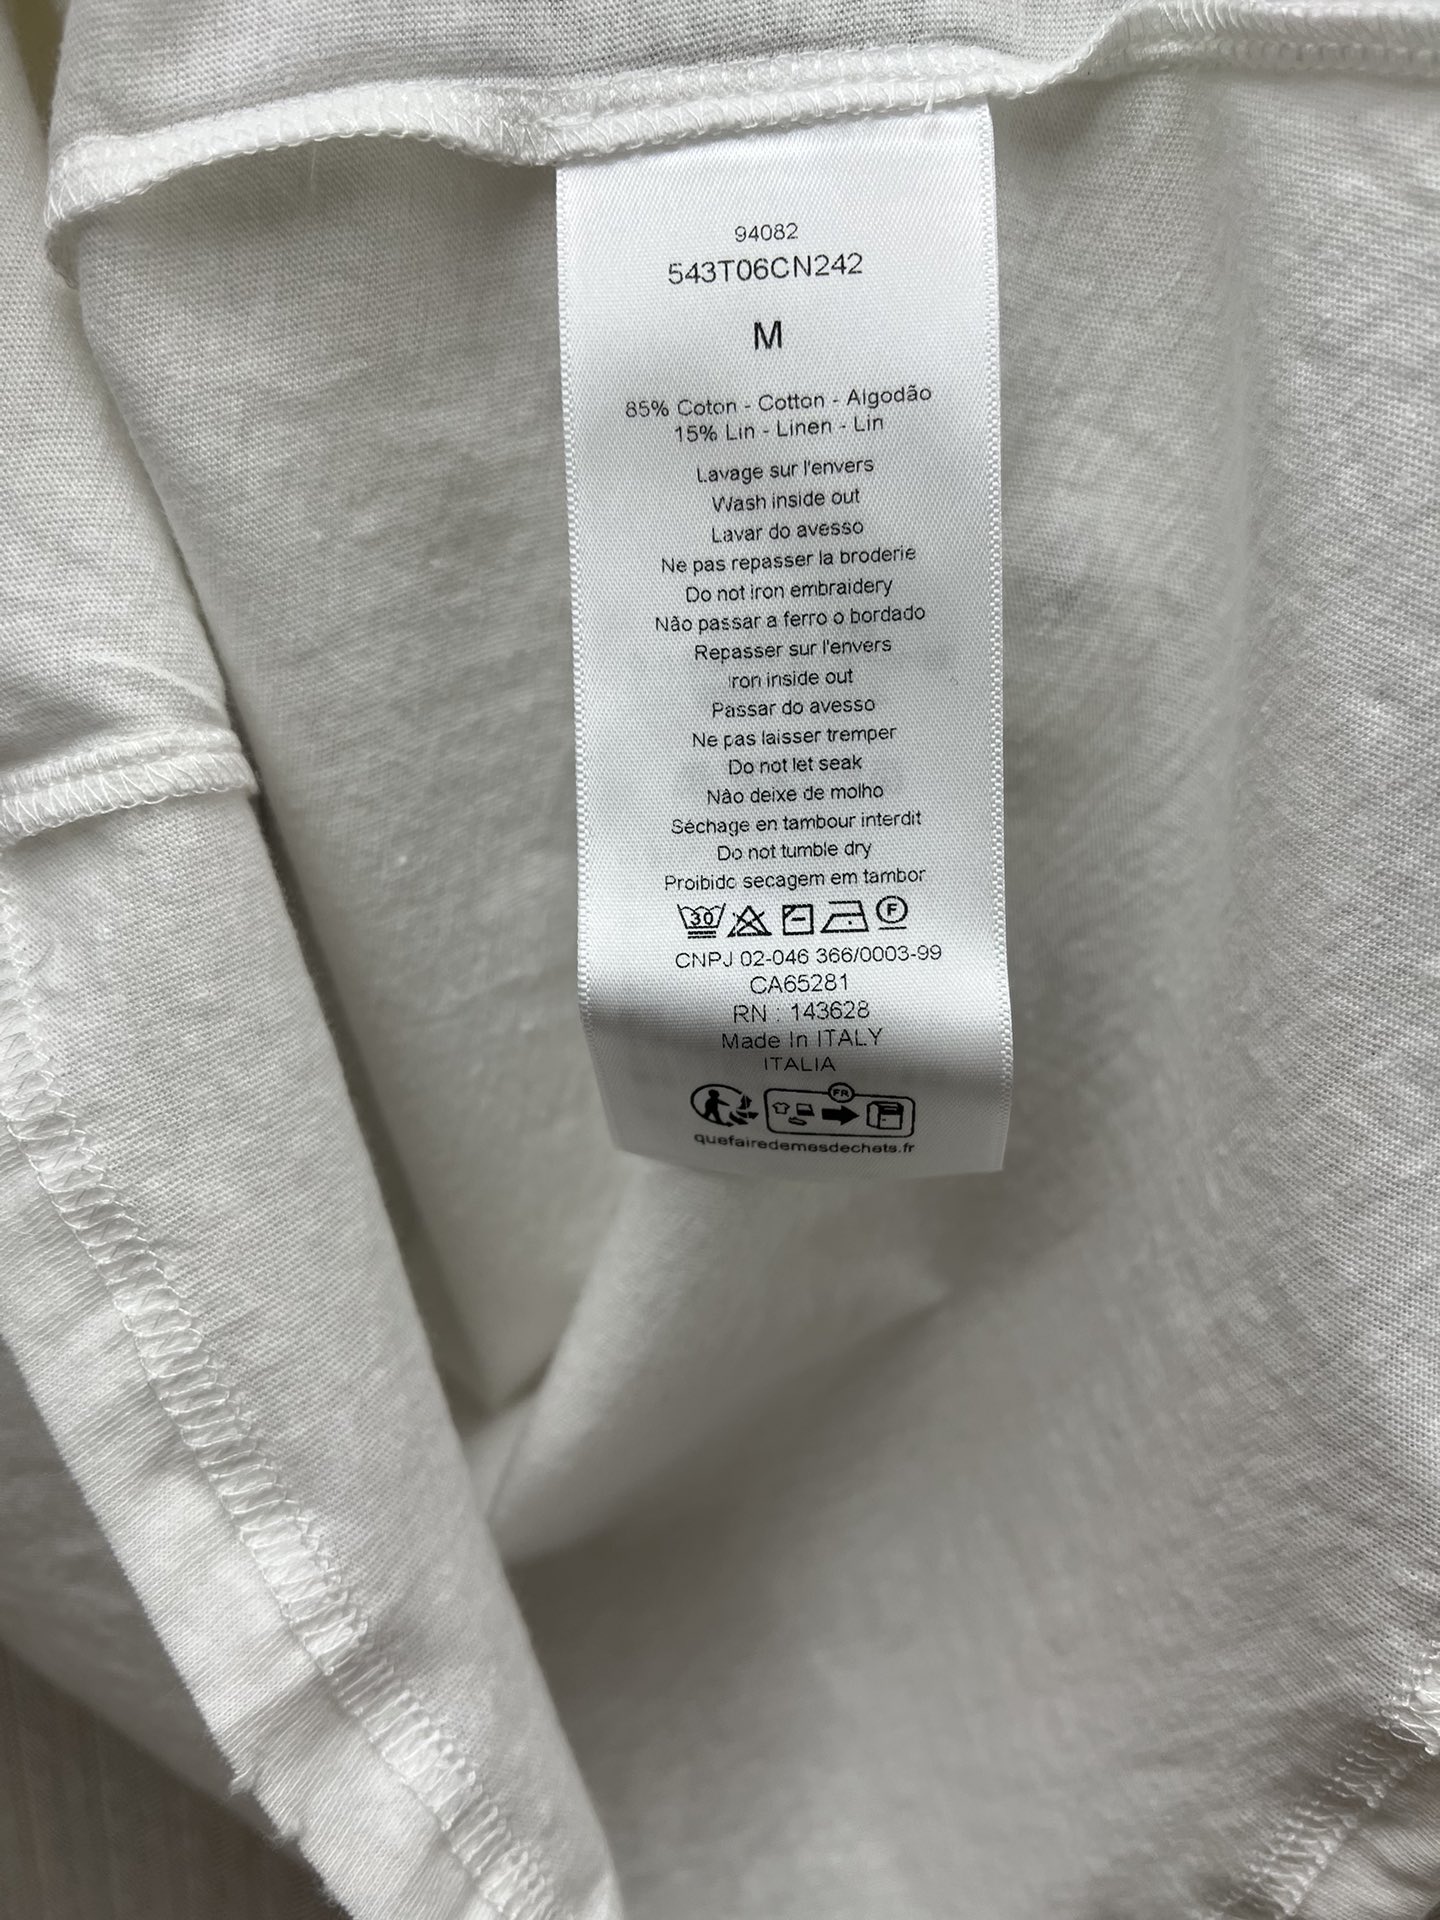 94082
543T06CN242
M
85% Coton - Cotton - Algodão
15% Lin - Linen - Lin
Lavage sur l'envers
Wash inside out
Lavar do avesso
Ne pas repasser la broderie
Do not iron embraidery
Não passar a ferro o bordado
Repasser sur l'envers
Iron inside out
Passar do avesso
Ne pas laisser tremper
Do not let seak
Não deixe de molho
Séchage en tambour interdit
Do not tumble dry
Proibido secagem em tambor
30 F
CNPJ 02-046 366/0003-99
CA65281
RN : 143628
Made In ITALY
ITALIA
FR
quefairedemesdechets.fr